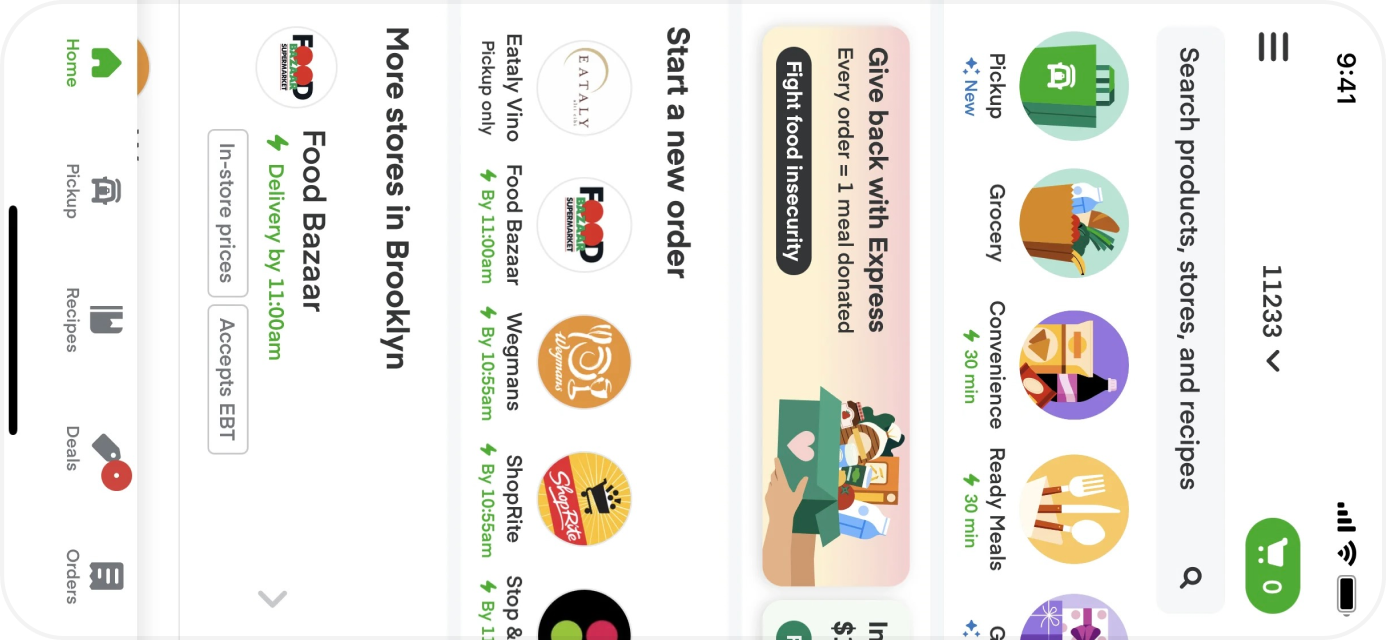 9:41
11233
0
Search products, stores, and recipes
Pickup
Grocery
Convenience
Ready Meals
New
30 min
30 min
Give back with Express
Every order = 1 meal donated
Fight food insecurity
In
$
Start a new order
EATALY
FOOD
BAZAAR
SUPERMARKET
Wegmans
ShopRite
Eataly Vino
Food Bazaar
Wegmans
ShopRite
Stop &
Pickup only
By 11:00am
By 10:55am
By 10:55am
By 11
More stores in Brooklyn
FOOD
BAZAAR
SUPERMARKET
Food Bazaar
Delivery by 11:00am
In-store prices
Accepts EBT
Home
Pickup
Recipes
Deals
Orders